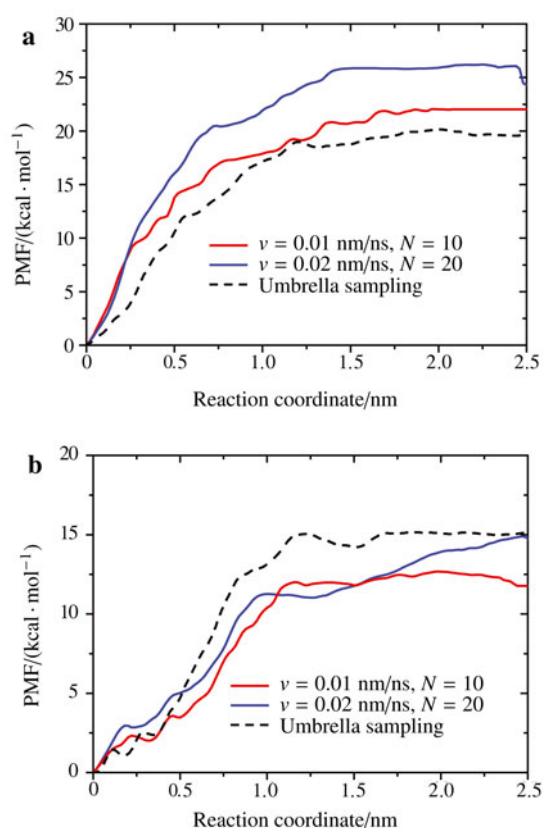 a
30
25
20
15
10
5
0
PMF/(kcal · mol⁻¹)
v = 0.01 nm/ns, N = 10
v = 0.02 nm/ns, N = 20
Umbrella sampling
0 0.5 1.0 1.5 2.0 2.5
Reaction coordinate/nm
b
20
15
10
5
0
PMF/(kcal · mol⁻¹)
v = 0.01 nm/ns, N = 10
v = 0.02 nm/ns, N = 20
Umbrella sampling
0 0.5 1.0 1.5 2.0 2.5
Reaction coordinate/nm